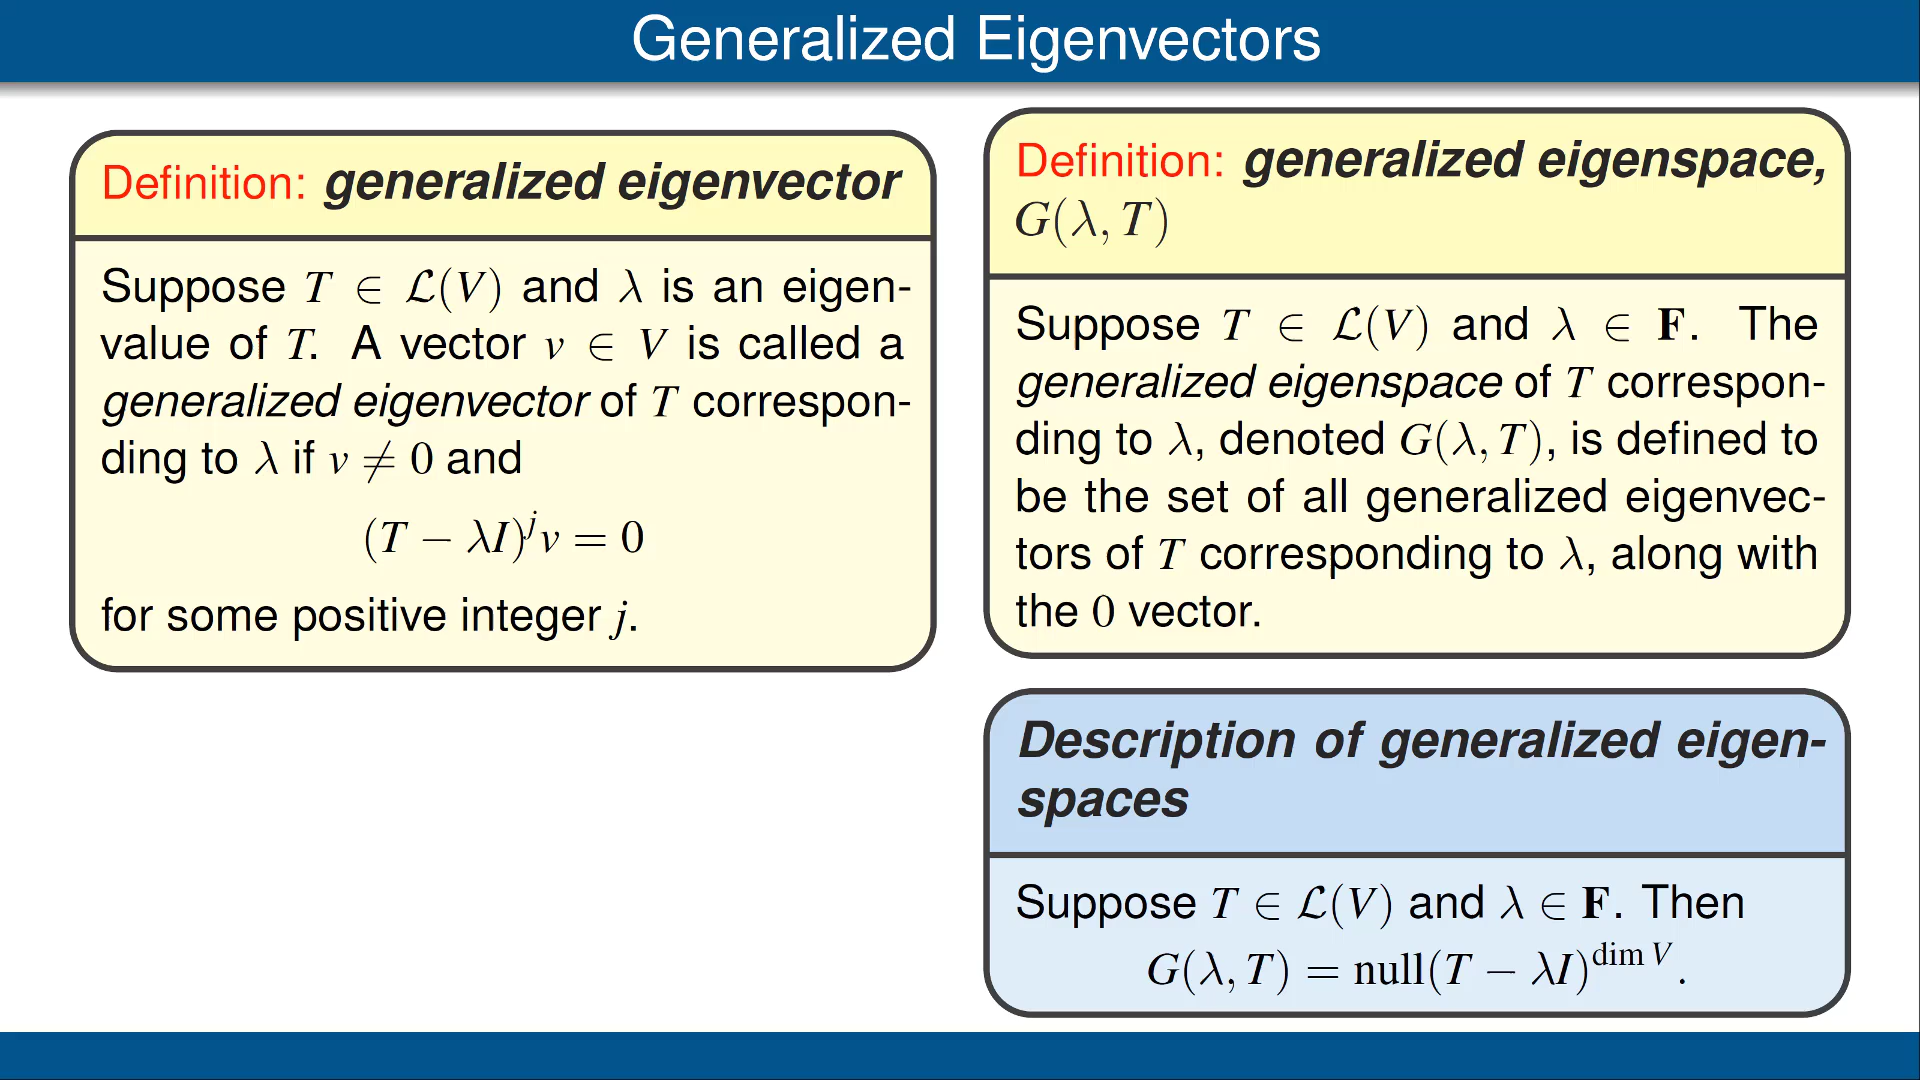 Generalized Eigenvectors
Definition: generalized eigenvector
Suppose T ∈ ℒ(V) and λ is an eigen-
value of T. A vector v ∈ V is called a
generalized eigenvector of T correspon-
ding to λ if v ≠ 0 and
(T − λI)^j v = 0
for some positive integer j.
Definition: generalized eigenspace,
G(λ, T)
Suppose T ∈ ℒ(V) and λ ∈ F. The
generalized eigenspace of T correspon-
ding to λ, denoted G(λ, T), is defined to
be the set of all generalized eigenvec-
tors of T corresponding to λ, along with
the 0 vector.
Description of generalized eigen-
spaces
Suppose T ∈ ℒ(V) and λ ∈ F. Then
G(λ, T) = null(T − λI)^{dim V}.